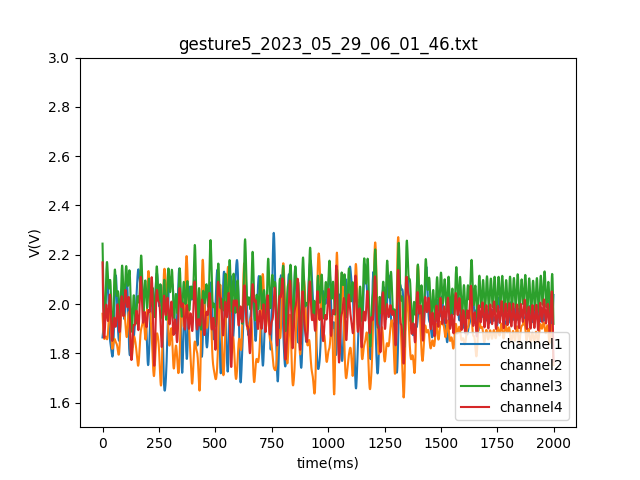 gesture5_2023_05_29_06_01_46.txt
3.0
2.8
2.6
2.4
2.2
2.0
1.8
1.6
V(V)
0 250 500 750 1000 1250 1500 1750 2000
time(ms)
channel1
channel2
channel3
channel4